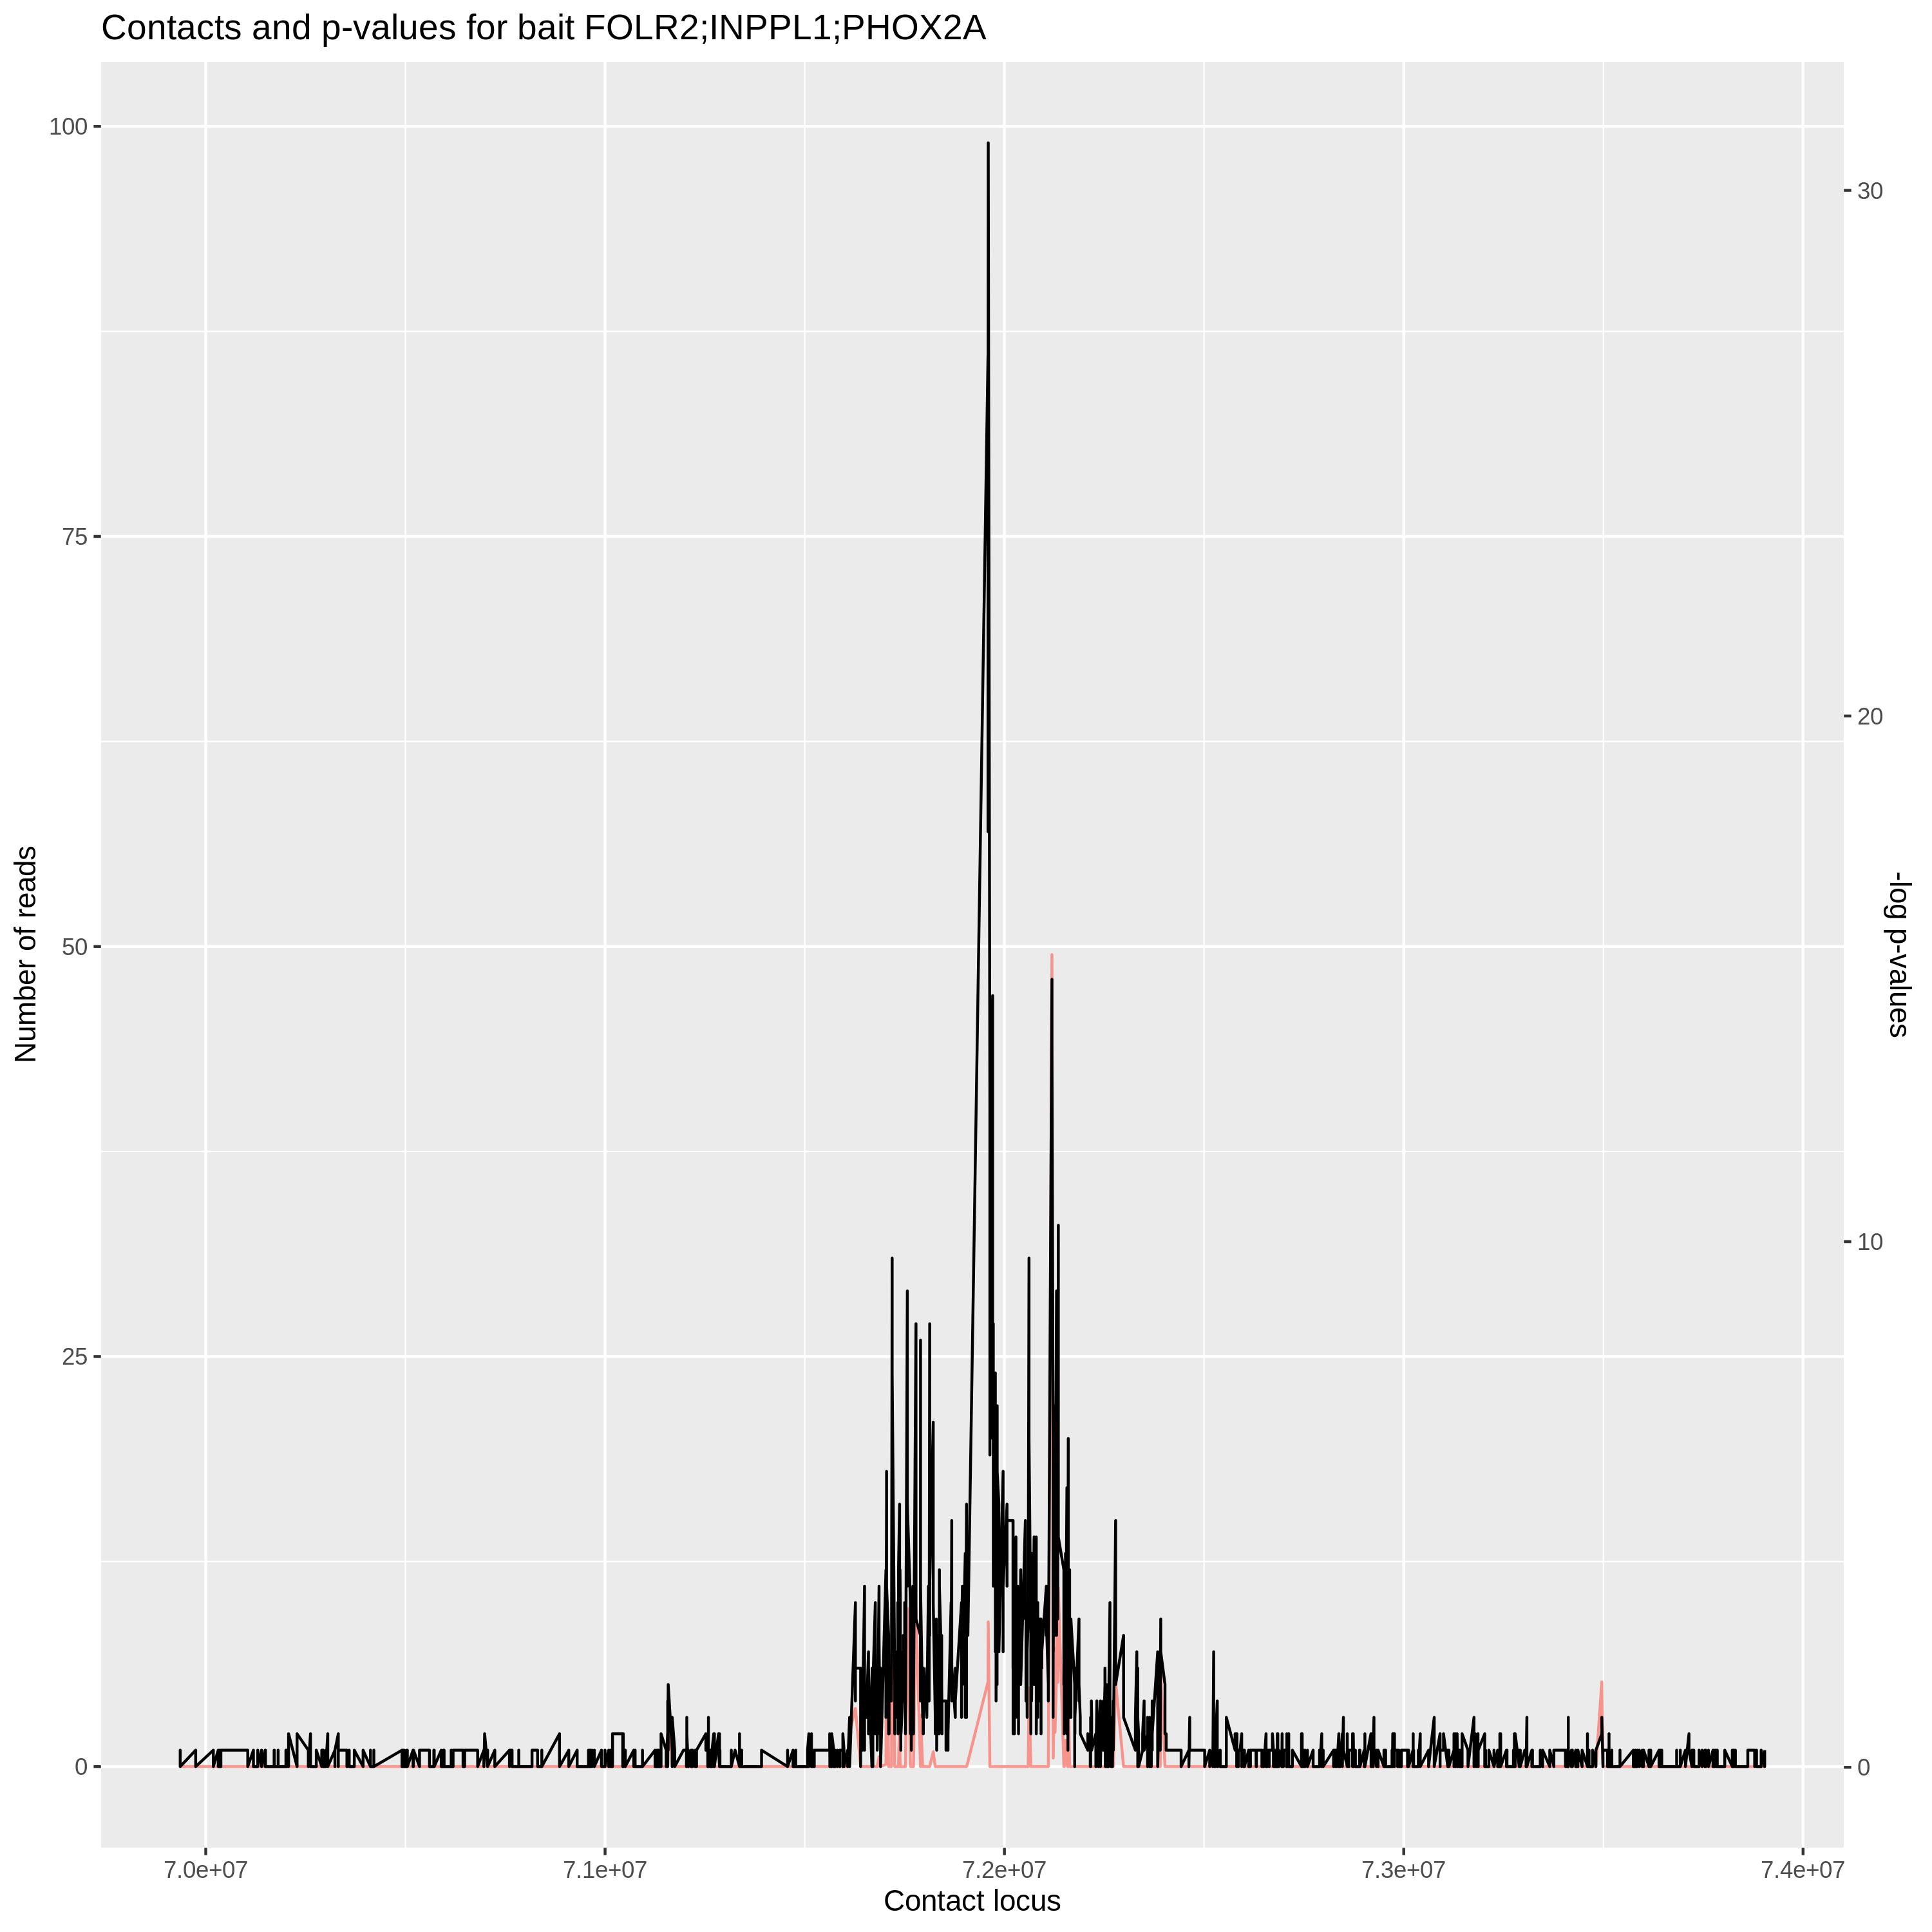 Contacts and p-values for bait FOLR2;INPPL1;PHOX2A
100
75
50
25
0
Number of reads
30
20
10
0
-log p-values
7.0e+07
7.1e+07
7.2e+07
7.3e+07
7.4e+07
Contact locus